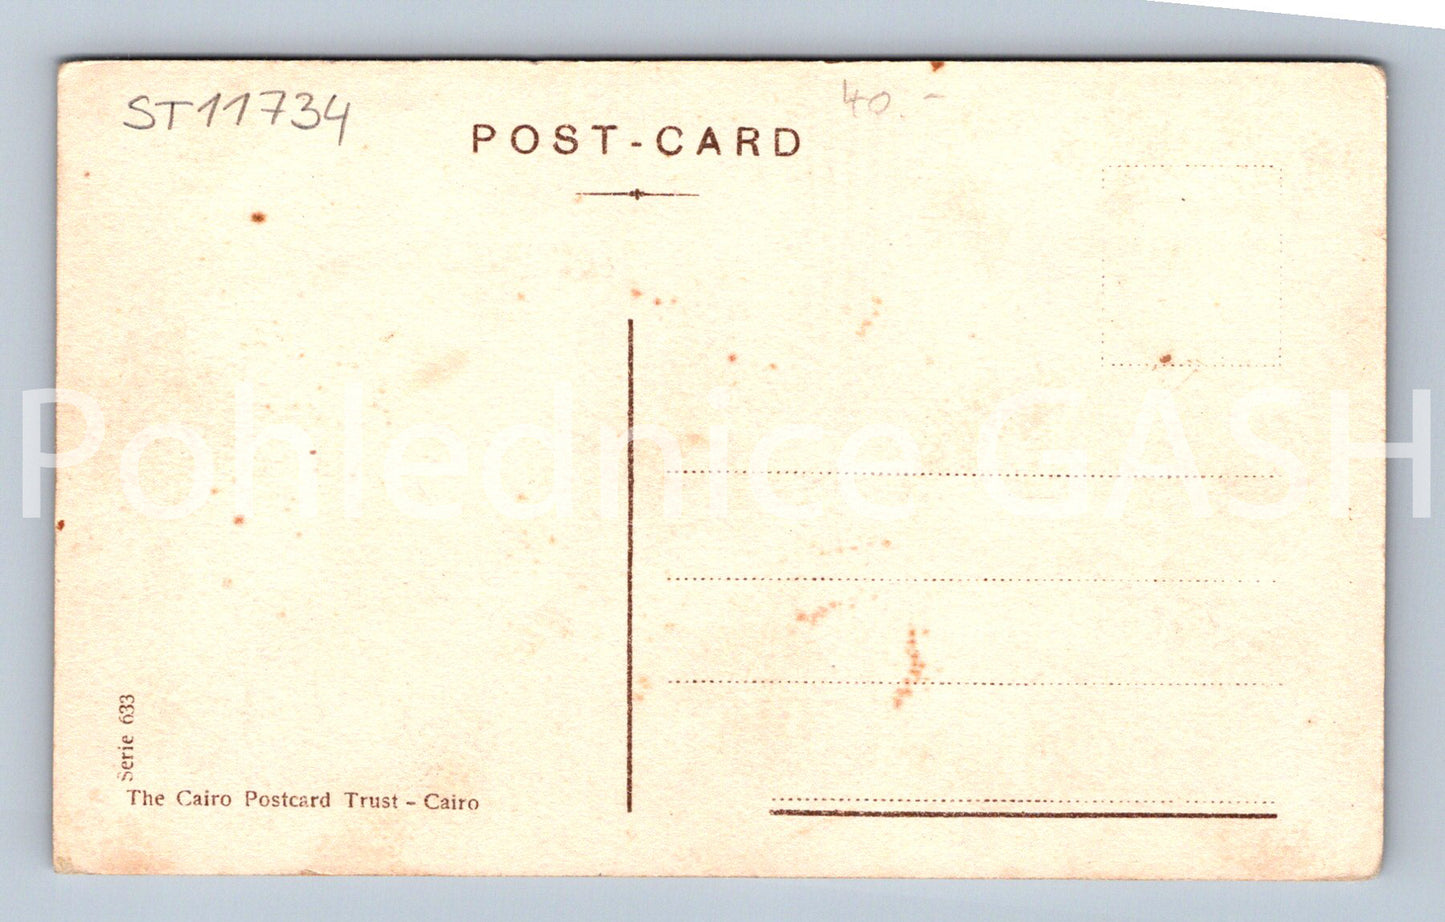 ST11734
40.-
POST-CARD
Pohlednice GASH
Serie 633
The Cairo Postcard Trust - Cairo